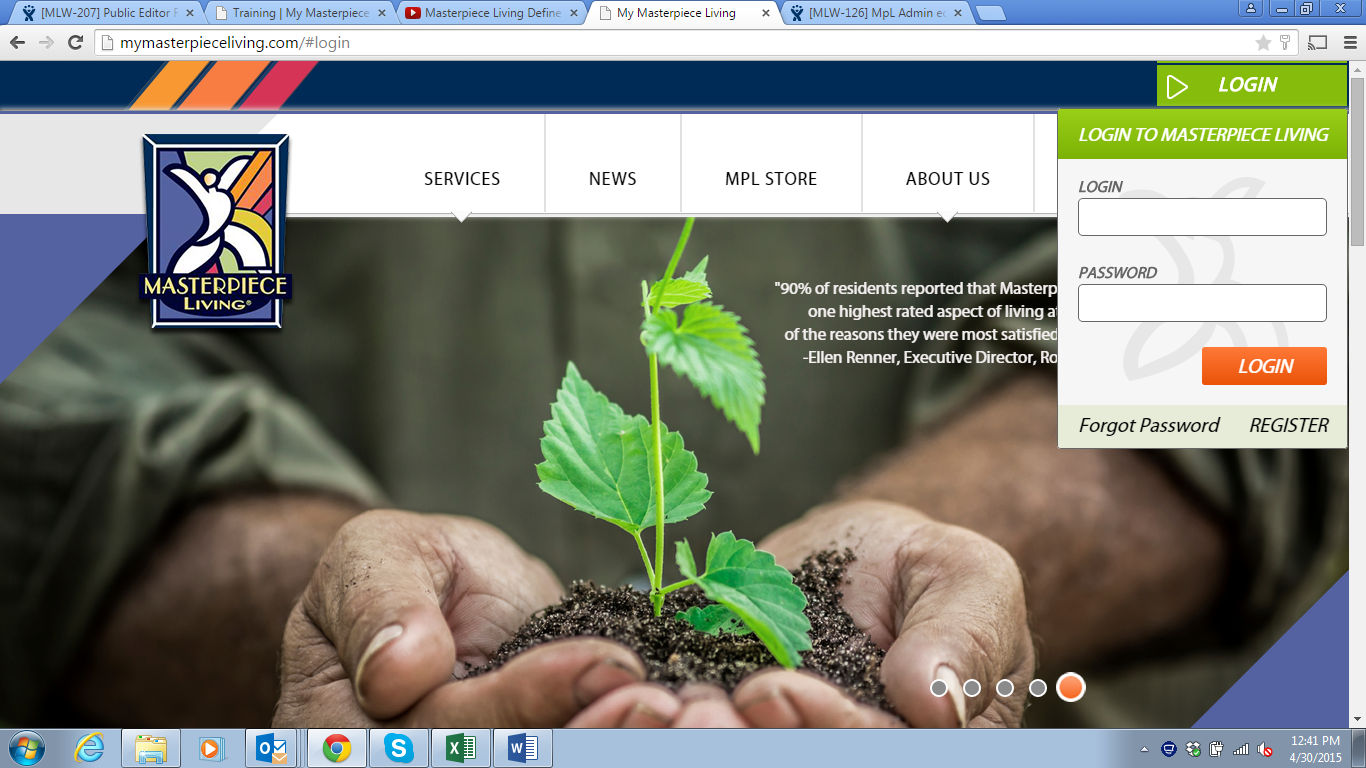 [MLW-207] Public Editor
Training | My Masterpiece
Masterpiece Living Define
My Masterpiece Living
[MLW-126] MpL Admin
mymasterpieceliving.com/#login
LOGIN
LOGIN TO MASTERPIECE LIVING
SERVICES
NEWS
MPL STORE
ABOUT US
LOGIN
PASSWORD
LOGIN
Forgot Password
REGISTER
MASTERPIECE
LIVING®
"90% of residents reported that
one highest rated aspect of living
of the reasons they were most satisfied
-Ellen Renner, Executive Director,
12:41 PM
4/30/2015